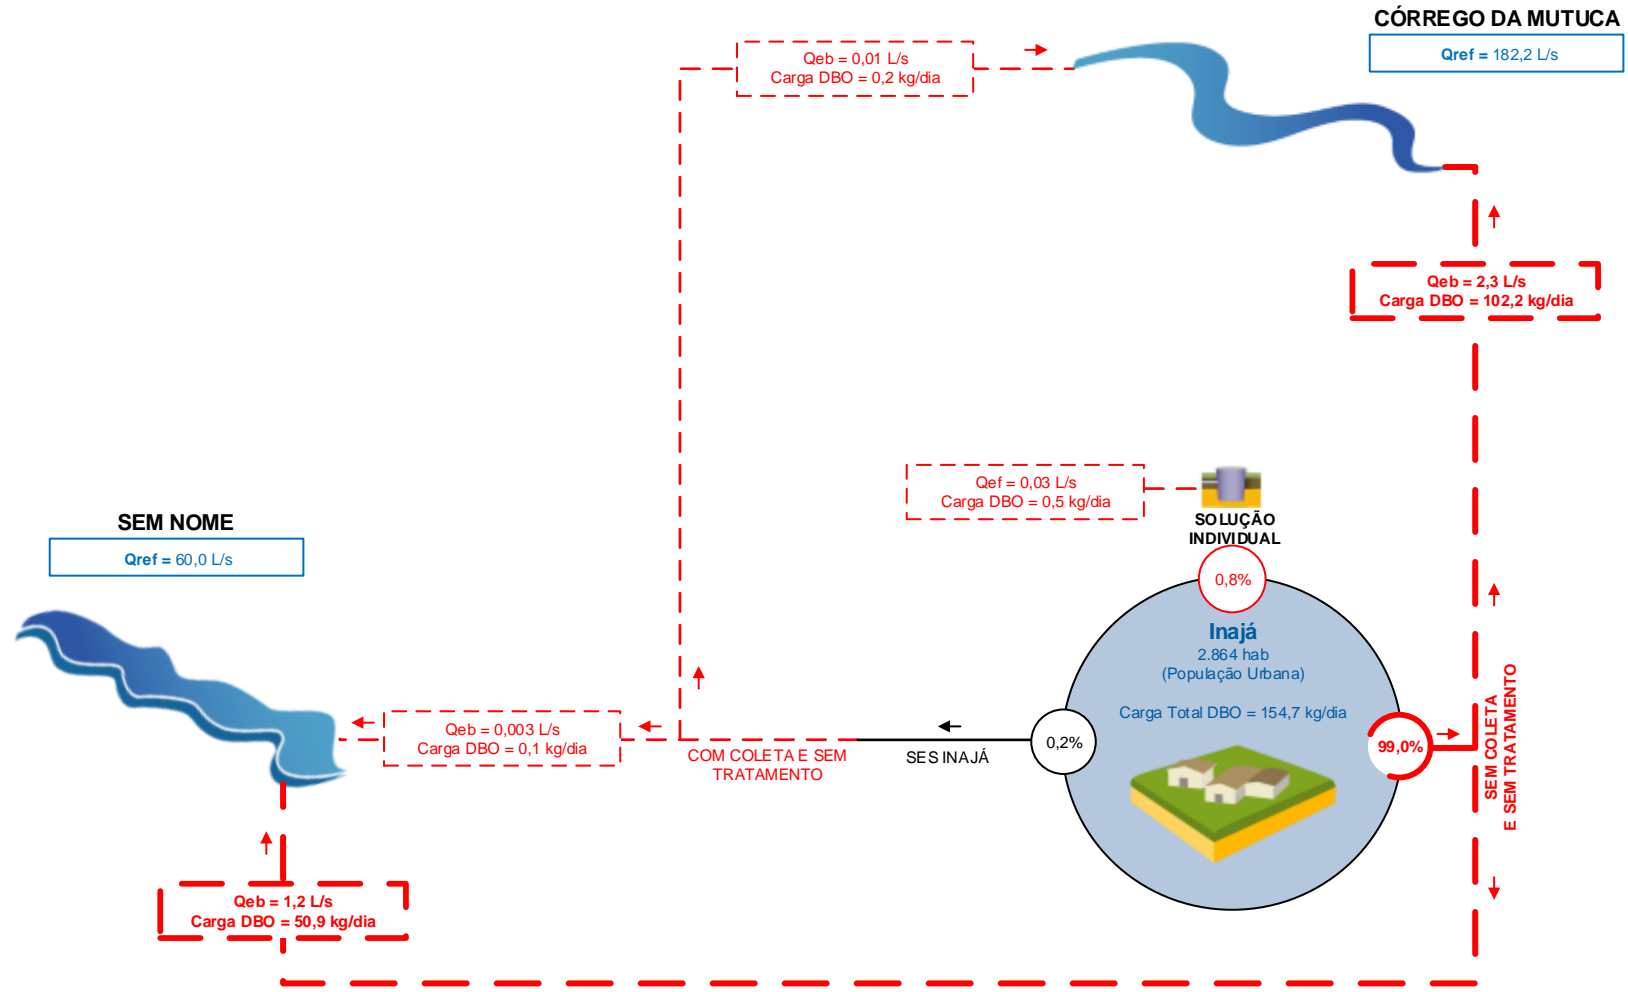 CÓRREGO DA MUTUCA
Qref = 182,2 L/s
Qeb = 0,01 L/s
Carga DBO = 0,2 kg/dia
Qeb = 2,3 L/s
Carga DBO = 102,2 kg/dia
Qef = 0,03 L/s
Carga DBO = 0,5 kg/dia
SOLUÇÃO
INDIVIDUAL
0,8%
SEM NOME
Qref = 60,0 L/s
Inajá
2.864 hab
(População Urbana)
Carga Total DBO = 154,7 kg/dia
0,2%
99,0%
SES INAJÁ
COM COLETA E SEM
TRATAMENTO
Qeb = 0,003 L/s
Carga DBO = 0,1 kg/dia
SEM COLETA
E SEM TRATAMENTO
Qeb = 1,2 L/s
Carga DBO = 50,9 kg/dia